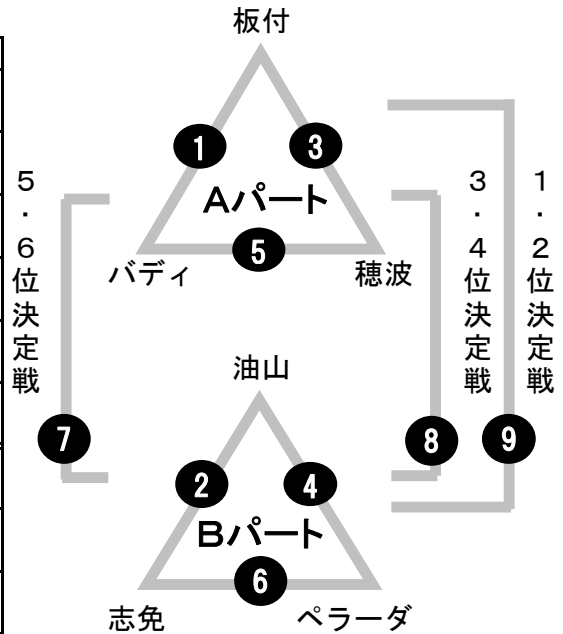 板付
1
3
Aパート
5
バディ
穂波
油山
2
4
Bパート
6
志免
ペラーダ
5・6位決定戦
7
3・4位決定戦
8
1・2位決定戦
9